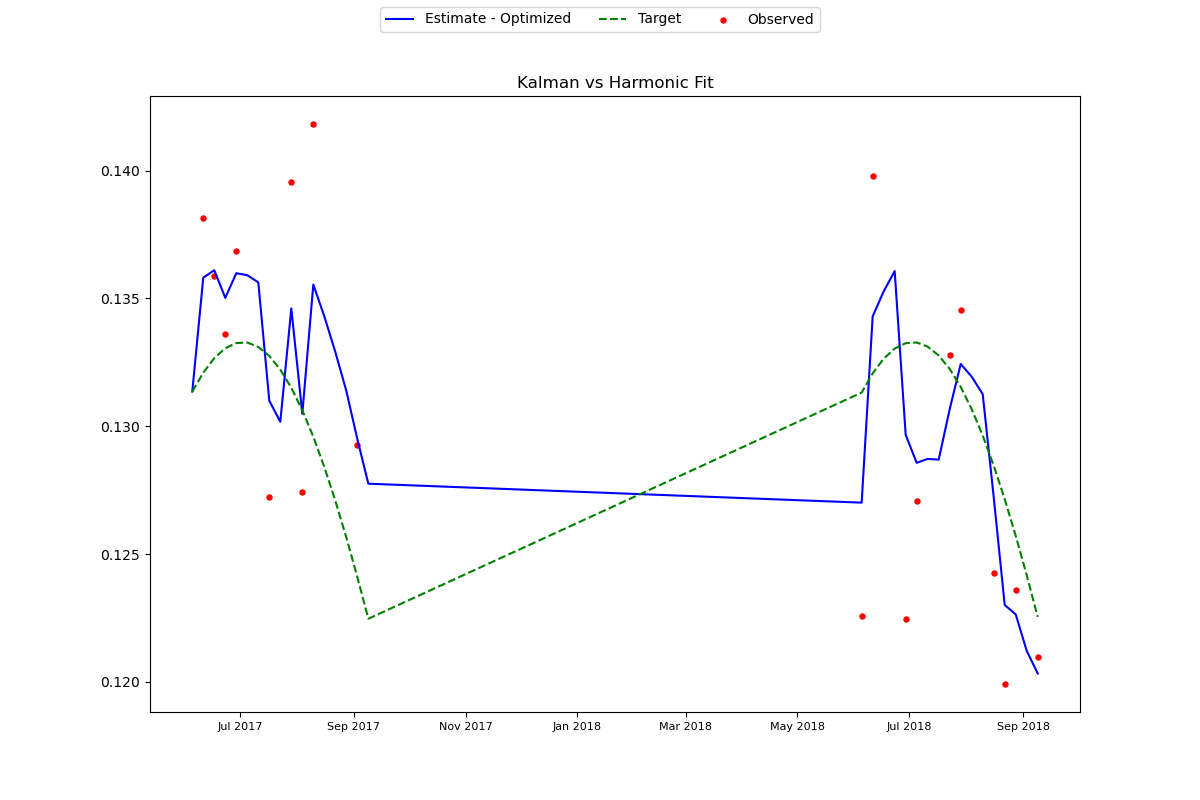 Estimate - Optimized Target Observed
Kalman vs Harmonic Fit
0.140
0.135
0.130
0.125
0.120
Jul 2017 Sep 2017 Nov 2017 Jan 2018 Mar 2018 May 2018 Jul 2018 Sep 2018